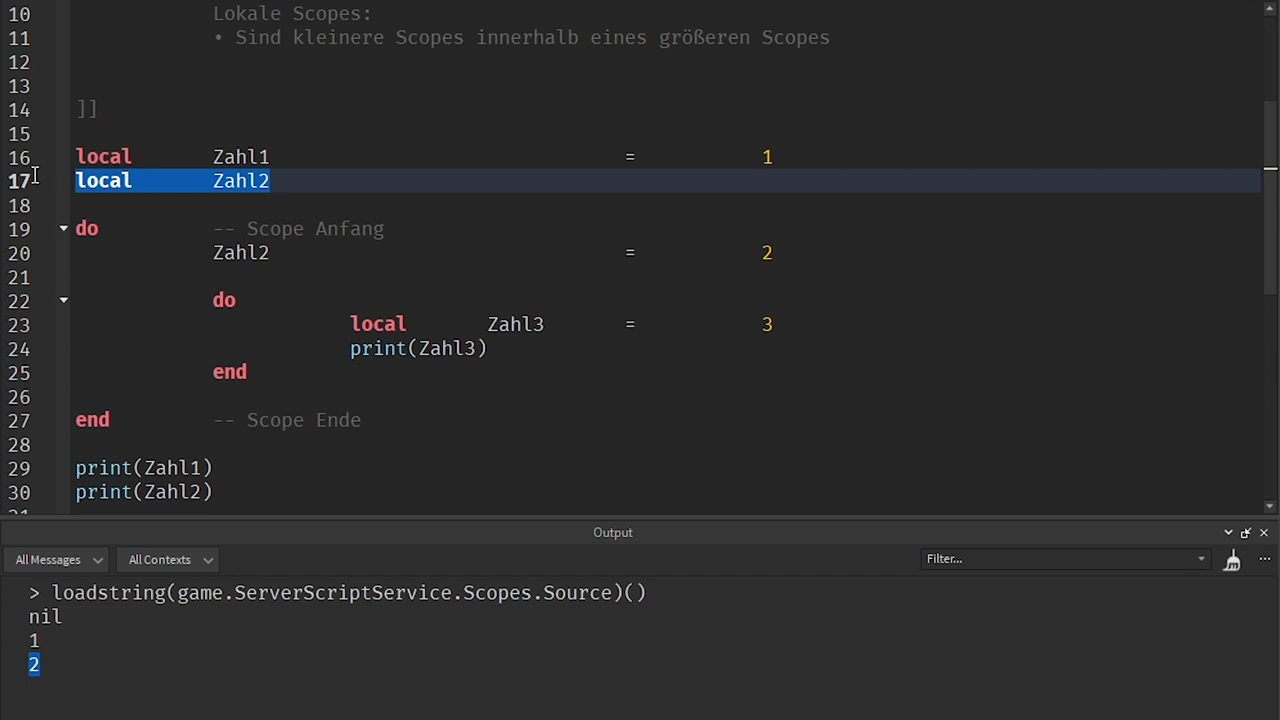 10 Lokale Scopes:
11 • Sind kleinere Scopes innerhalb eines größeren Scopes
12
13
14 ]]
15
16 local Zahl1 = 1
17 local Zahl2
18
19 do -- Scope Anfang
20 Zahl2 = 2
21
22 do
23 local Zahl3 = 3
24 print(Zahl3)
25 end
26
27 end -- Scope Ende
28
29 print(Zahl1)
30 print(Zahl2)
Output
All Messages All Contexts Filter...
> loadstring(game.ServerScriptService.Scopes.Source)()
nil
1
2